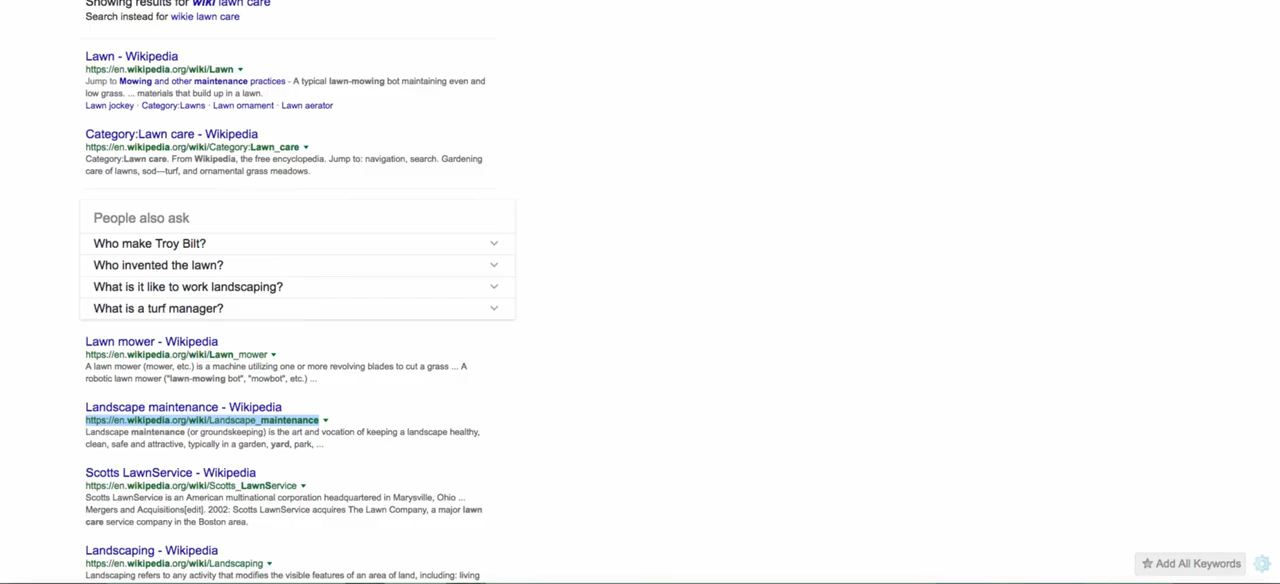 Showing results for wiki lawn care
Search instead for wikie lawn care
Lawn - Wikipedia
https://en.wikipedia.org/wiki/Lawn
Jump to Mowing and other maintenance practices - A typical lawn-mowing bot maintaining even and
low grass. ... materials that build up in a lawn.
Lawn jockey · Category:Lawns · Lawn ornament · Lawn aerator
Category:Lawn care - Wikipedia
https://en.wikipedia.org/wiki/Category:Lawn_care
Category:Lawn care. From Wikipedia, the free encyclopedia. Jump to: navigation, search. Gardening
care of lawns, sod—turf, and ornamental grass meadows.
People also ask
Who make Troy Bilt?
Who invented the lawn?
What is it like to work landscaping?
What is a turf manager?
Lawn mower - Wikipedia
https://en.wikipedia.org/wiki/Lawn_mower
A lawn mower (mower, etc.) is a machine utilizing one or more revolving blades to cut a grass ... A
robotic lawn mower ("lawn-mowing bot", "mowbot", etc.) ...
Landscape maintenance - Wikipedia
https://en.wikipedia.org/wiki/Landscape_maintenance
Landscape maintenance (or groundskeeping) is the art and vocation of keeping a landscape healthy,
clean, safe and attractive, typically in a garden, yard, park, ...
Scotts LawnService - Wikipedia
https://en.wikipedia.org/wiki/Scotts_LawnService
Scotts LawnService is an American multinational corporation headquartered in Marysville, Ohio ...
Mergers and Acquisitions[edit]. 2002: Scotts LawnService acquires The Lawn Company, a major lawn
care service company in the Boston area.
Landscaping - Wikipedia
https://en.wikipedia.org/wiki/Landscaping
Landscaping refers to any activity that modifies the visible features of an area of land, including: living
Add All Keywords